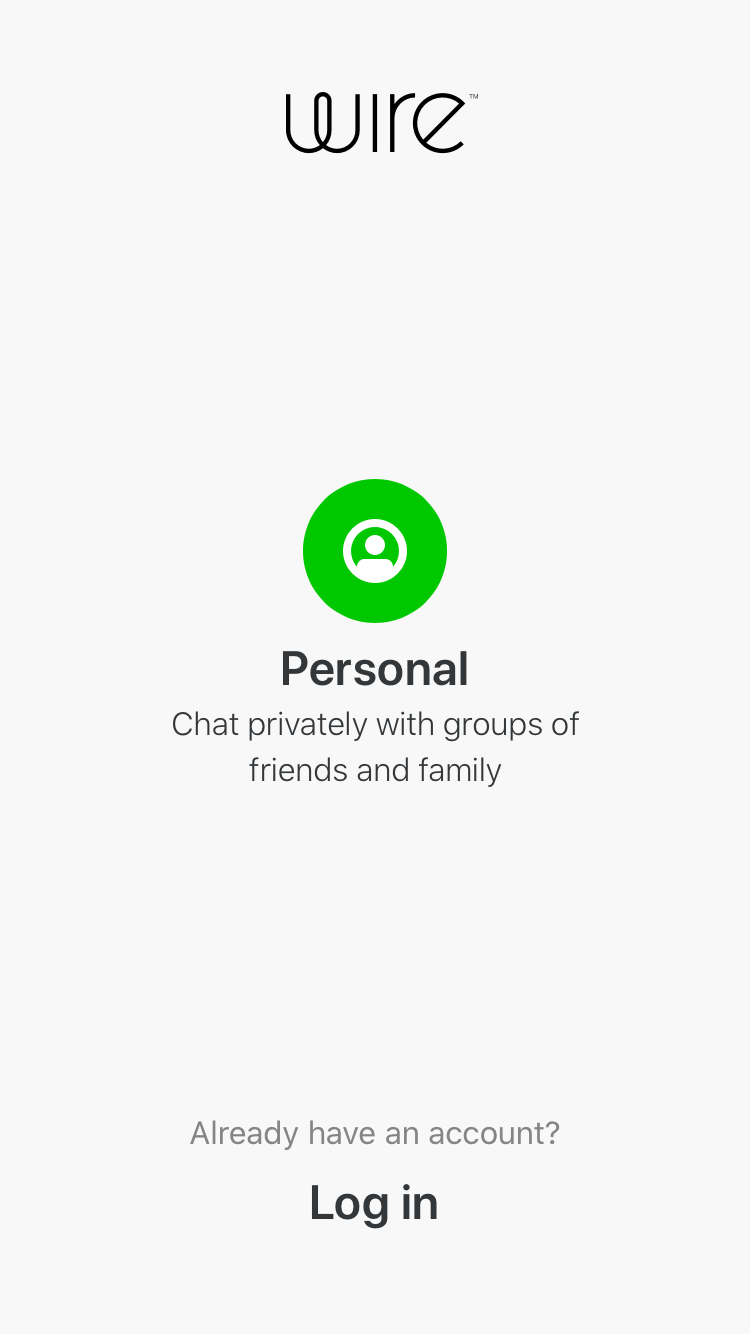 wire™
Personal
Chat privately with groups of
friends and family
Already have an account?
Log in